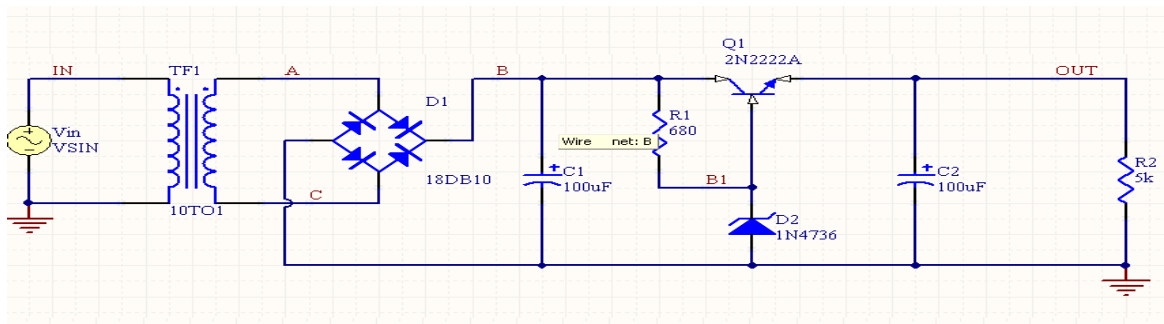 Q1
2N2222A
IN
TF1
A
B
OUT
D1
Vin
VSIN
R1
680
Wire net: B
18DB10
C1
100uF
B1
C2
100uF
R2
5k
C
10TO1
D2
1N4736